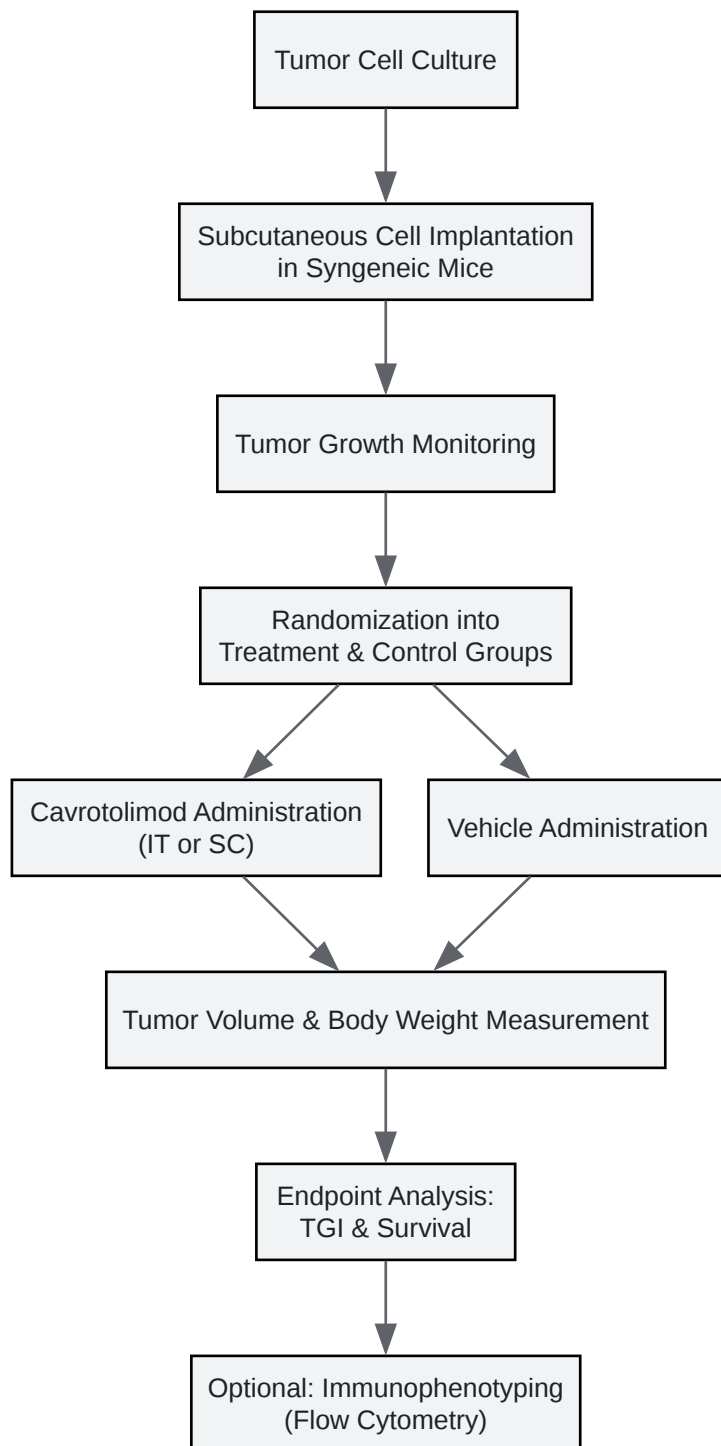 Tumor Cell Culture
Subcutaneous Cell Implantation
in Syngeneic Mice
Tumor Growth Monitoring
Randomization into
Treatment & Control Groups
Cavrotolimod Administration
(IT or SC)
Vehicle Administration
Tumor Volume & Body Weight Measurement
Endpoint Analysis:
TGI & Survival
Optional: Immunophenotyping
(Flow Cytometry)